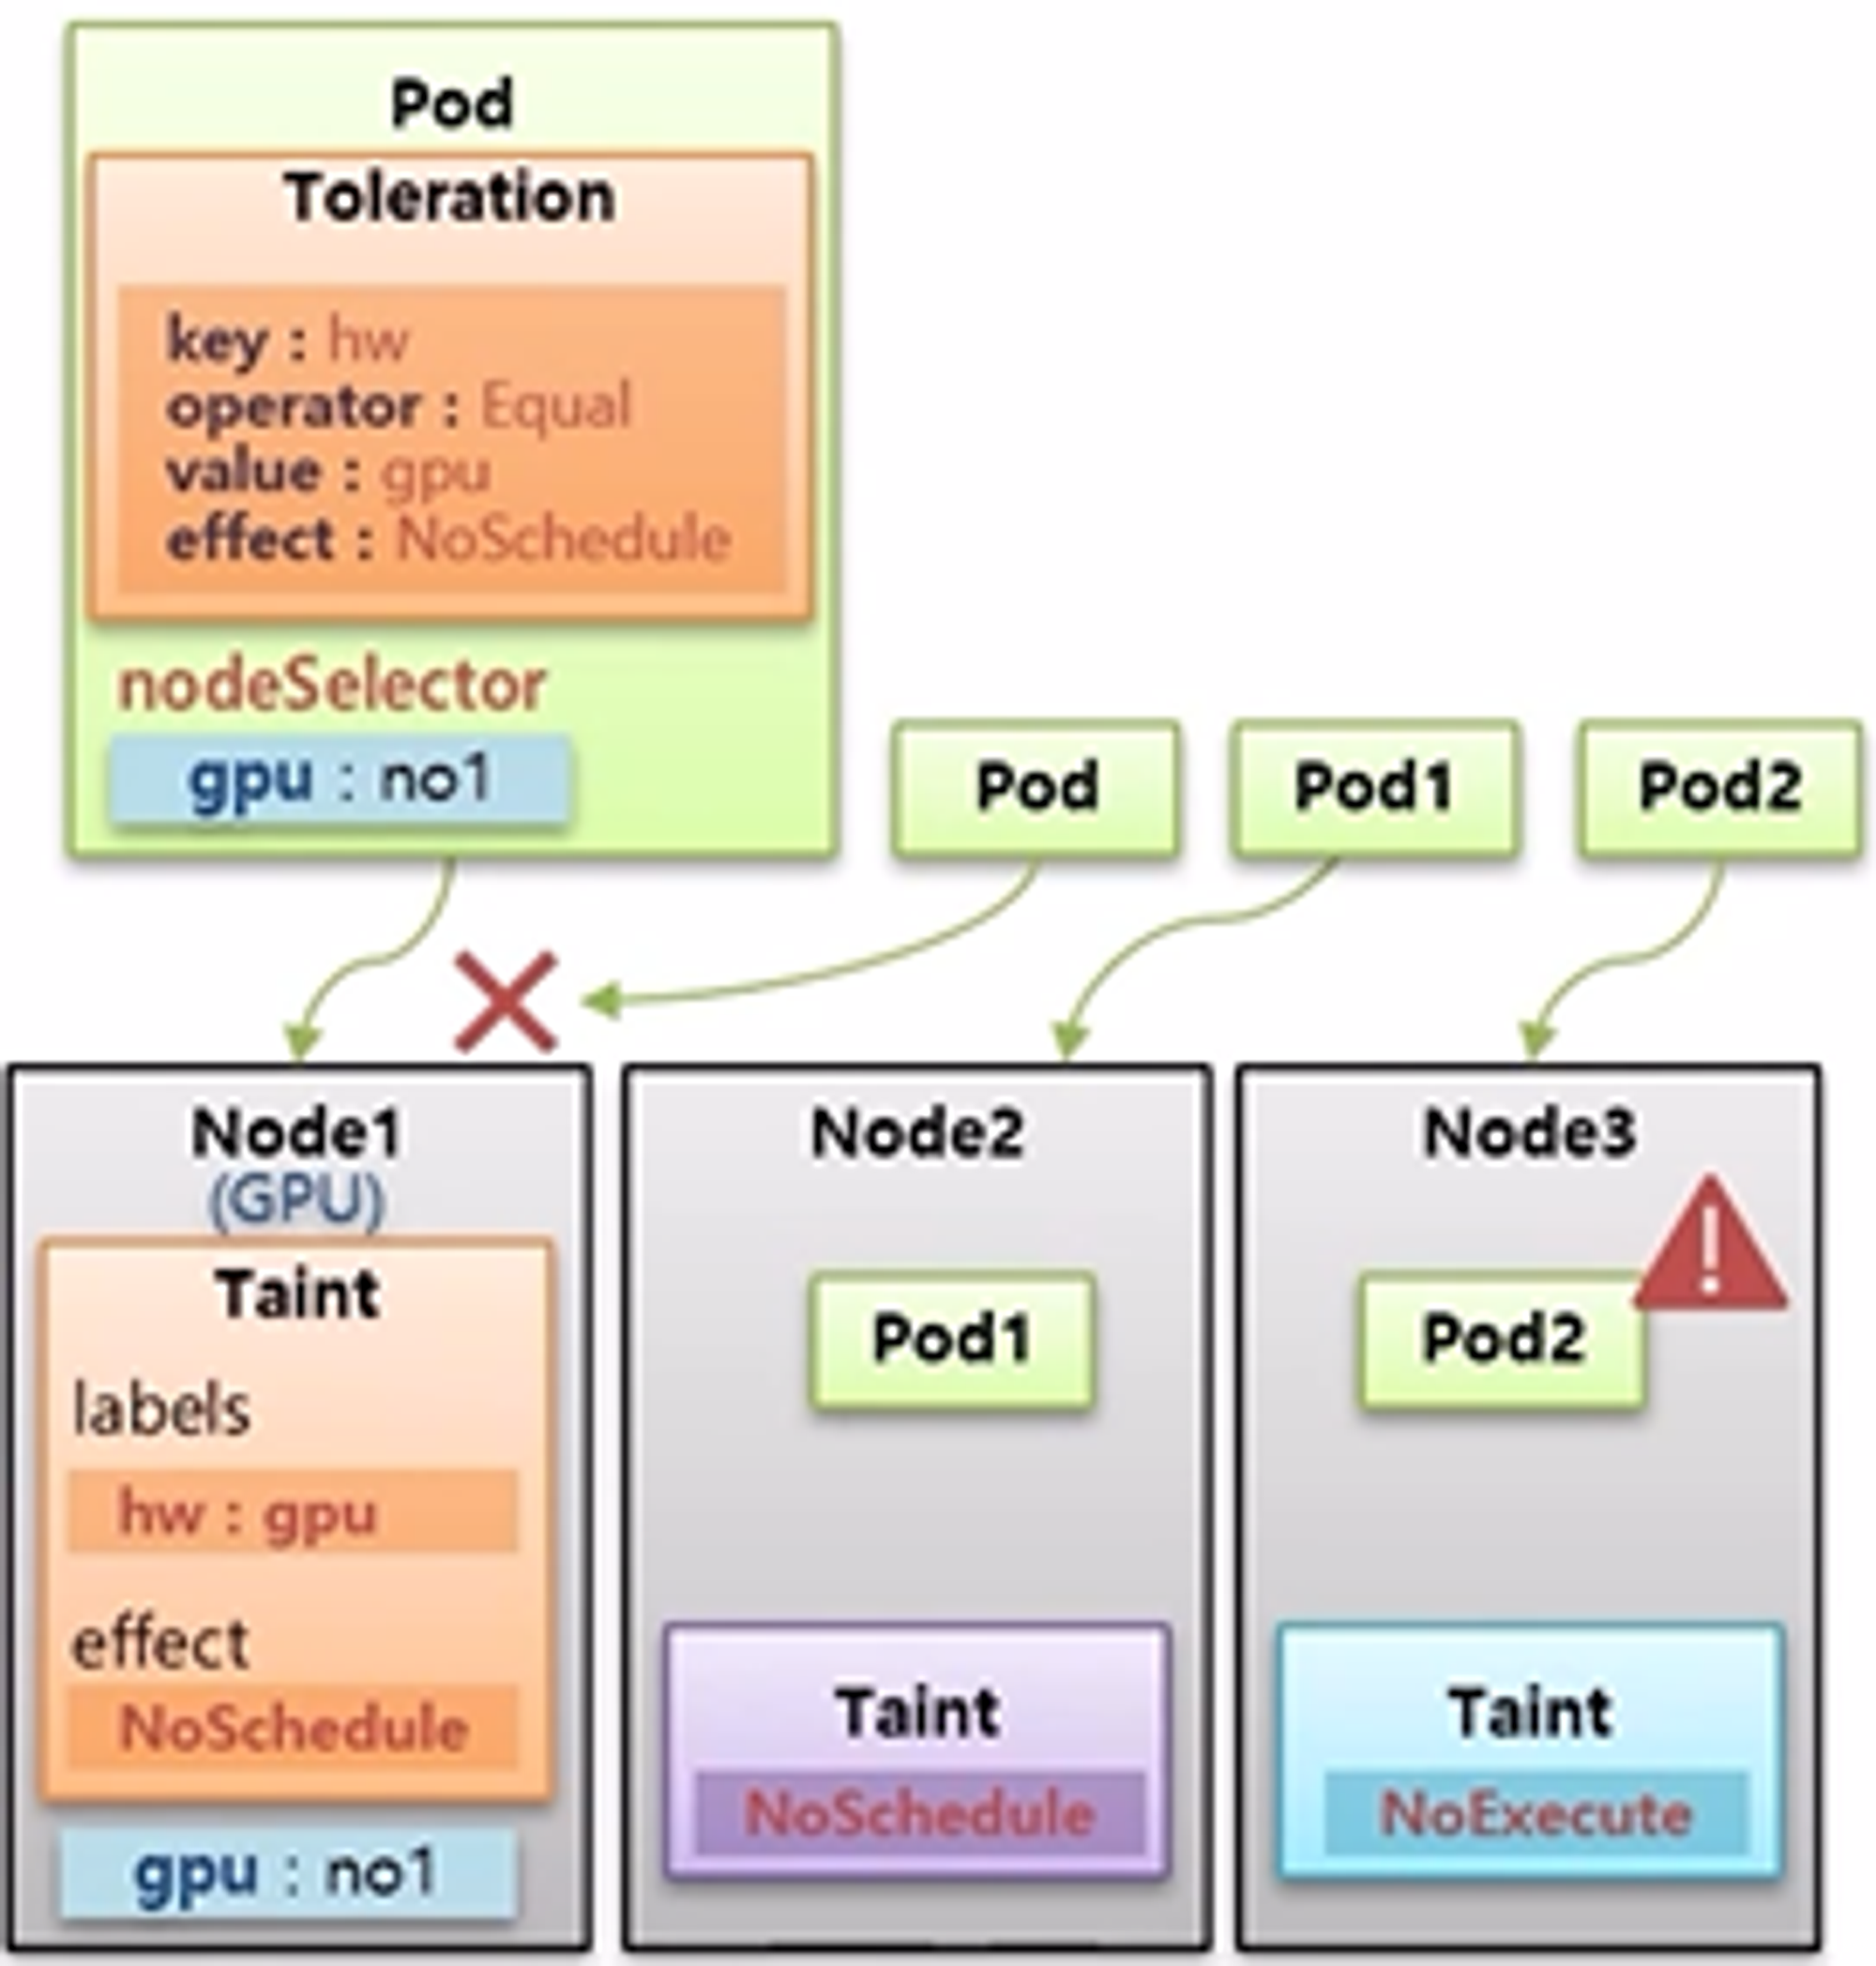 Pod
Toleration
key : hw
operator : Equal
value : gpu
effect : NoSchedule
nodeSelector
gpu : no1
Pod
Pod1
Pod2
Node1
(GPU)
Taint
labels
hw : gpu
effect
NoSchedule
gpu : no1
Node2
Pod1
Taint
NoSchedule
Node3
Pod2
Taint
NoExecute